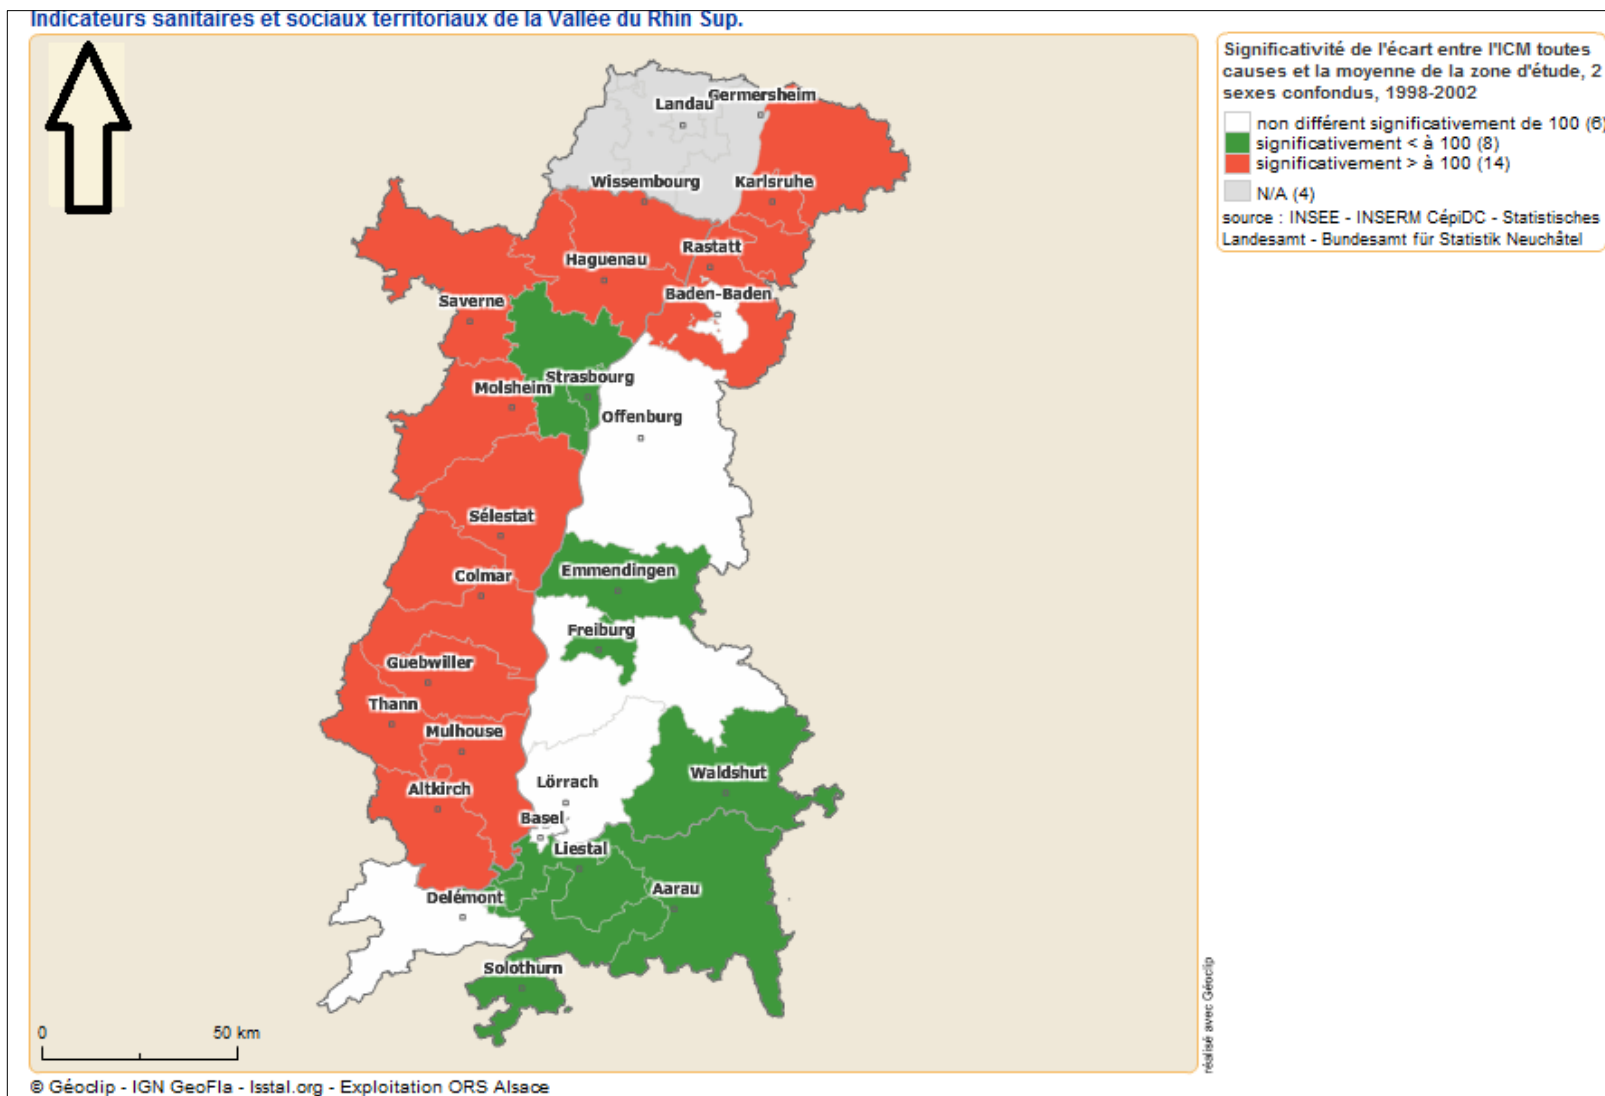 Indicateurs sanitaires et sociaux territoriaux de la Vallée du Rhin Sup.
Significativité de l'écart entre l'ICM toutes
causes et la moyenne de la zone d'étude, 2
sexes confondus, 1998-2002
non différent significativement de 100 (6)
significativement < à 100 (8)
significativement > à 100 (14)
N/A (4)
source : INSEE - INSERM CépiDC - Statistisches
Landesamt - Bundesamt für Statistik Neuchâtel
Germersheim
Landau
Wissembourg
Karlsruhe
Rastatt
Haguenau
Baden-Baden
Saverne
Strasbourg
Molsheim
Offenburg
Sélestat
Emmendingen
Colmar
Freiburg
Guebwiller
Thann
Mulhouse
Waldshut
Lörrach
Altkirch
Basel
Liestal
Aarau
Delémont
Solothurn
0 50 km
réalisé avec Géoclip
© Géoclip - IGN GeoFla - Isstal.org - Exploitation ORS Alsace